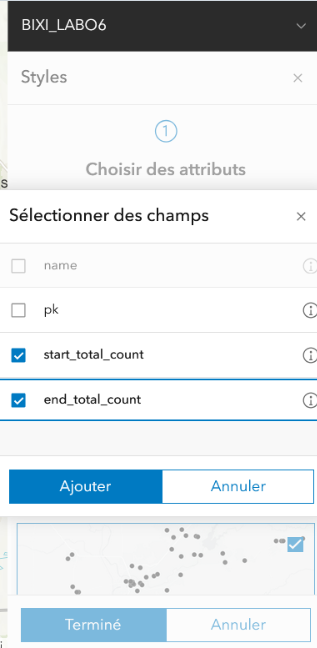 BIXI_LABO6
Styles
1
Choisir des attributs
s
Sélectionner des champs
name
pk
start_total_count
end_total_count
Ajouter
Annuler
Terminé
Annuler